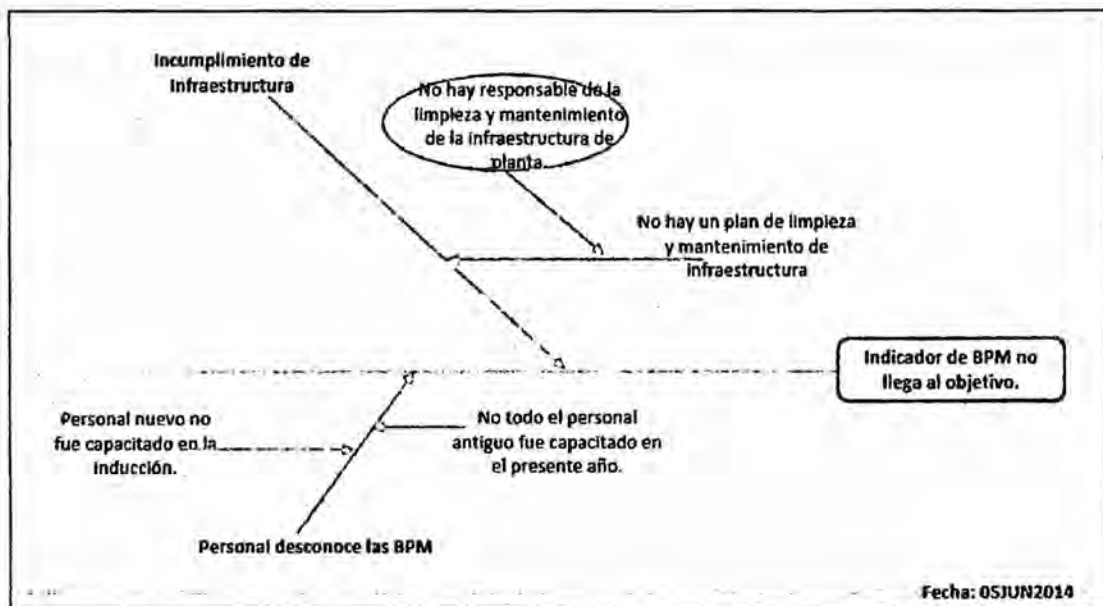 Incumplimiento de
Infraestructura
No hay responsable de la
limpieza y mantenimiento
de la infraestructura de
planta.
No hay un plan de limpieza
y mantenimiento de
infraestructura
Indicador de BPM no
llega al objetivo.
Personal nuevo no
fue capacitado en la
inducción.
No todo el personal
antiguo fue capacitado en
el presente año.
Personal desconoce las BPM
Fecha: 05JUN2014